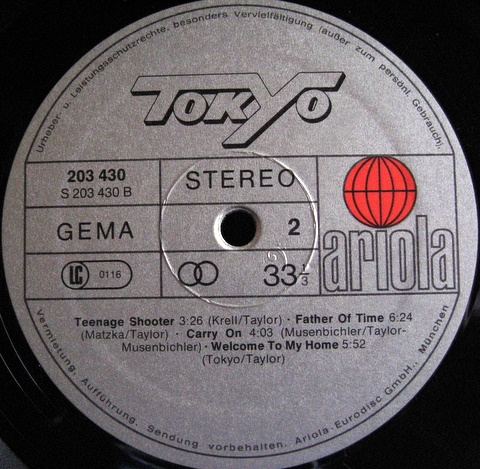 Urheber- u. Leistungsschutzrechte, besonders Vervielfältigung (außer zum persönl. Gebrauch),
TOKYO
203 430
S 203 430 B
STEREO
GEMA
2
ariola
LC 0116
33 1/3
Teenage Shooter 3:26 (Krell/Taylor) · Father Of Time 6:24
(Matzka/Taylor) · Carry On 4:03 (Musenbichler/Taylor-
Musenbichler) · Welcome To My Home 5:52
(Tokyo/Taylor)
Vermietung, Aufführung, Sendung vorbehalten. Ariola-Eurodisc GmbH., München